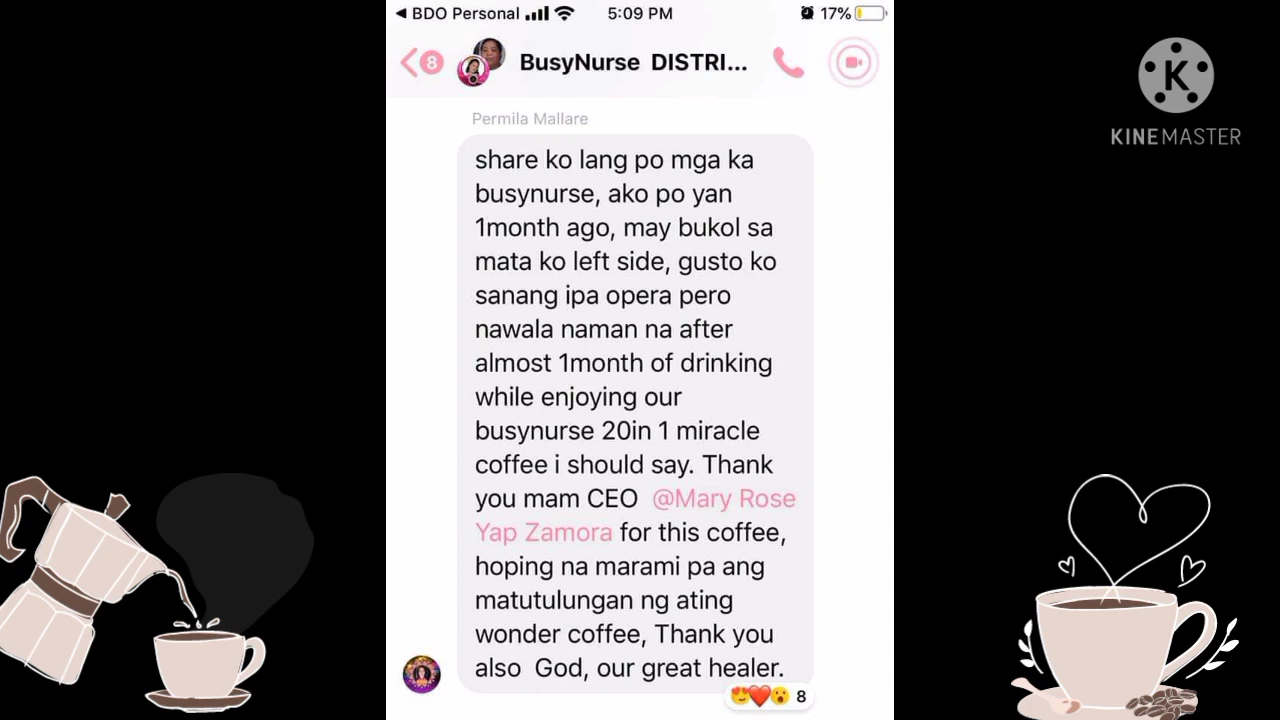 BDO Personal 5:09 PM 17%
8 BusyNurse DISTRI...
K
KINEMASTER
Permila Mallare
share ko lang po mga ka
busynurse, ako po yan
1month ago, may bukol sa
mata ko left side, gusto ko
sanang ipa opera pero
nawala naman na after
almost 1month of drinking
while enjoying our
busynurse 20in 1 miracle
coffee i should say. Thank
you mam CEO @Mary Rose
Yap Zamora for this coffee,
hoping na marami pa ang
matutulungan ng ating
wonder coffee, Thank you
also God, our great healer.
8